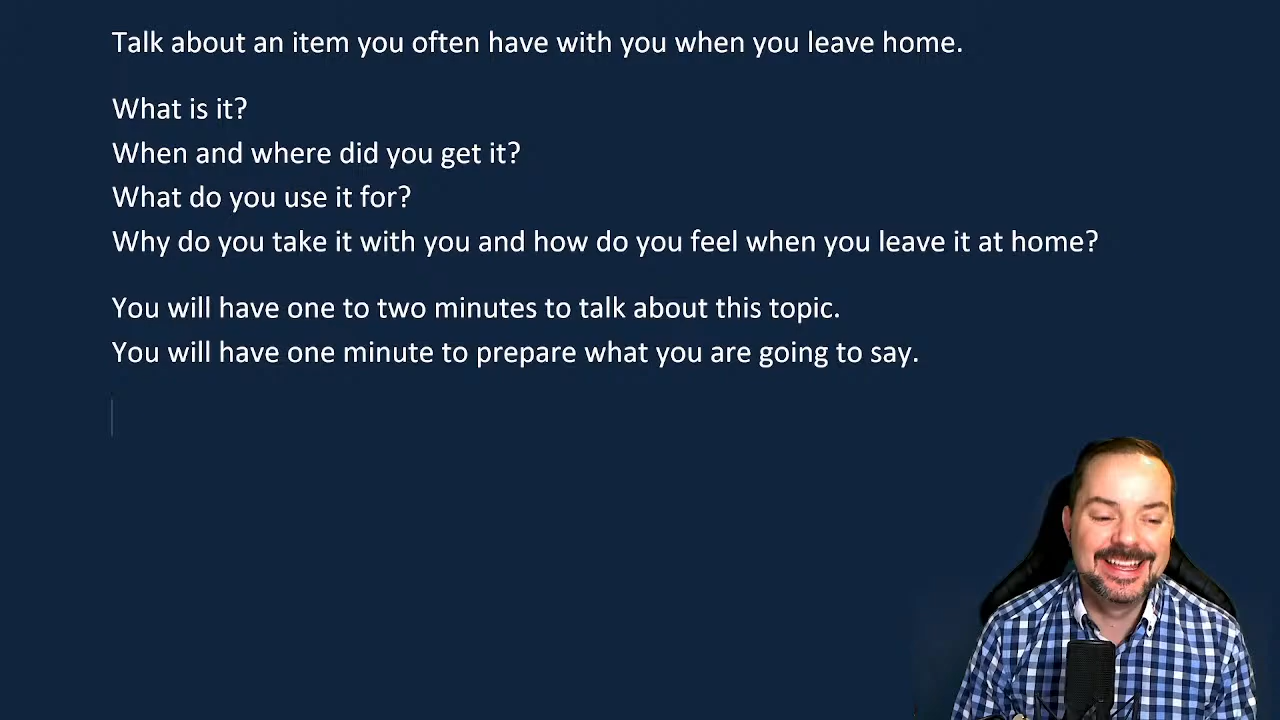 Talk about an item you often have with you when you leave home.
What is it?
When and where did you get it?
What do you use it for?
Why do you take it with you and how do you feel when you leave it at home?
You will have one to two minutes to talk about this topic.
You will have one minute to prepare what you are going to say.